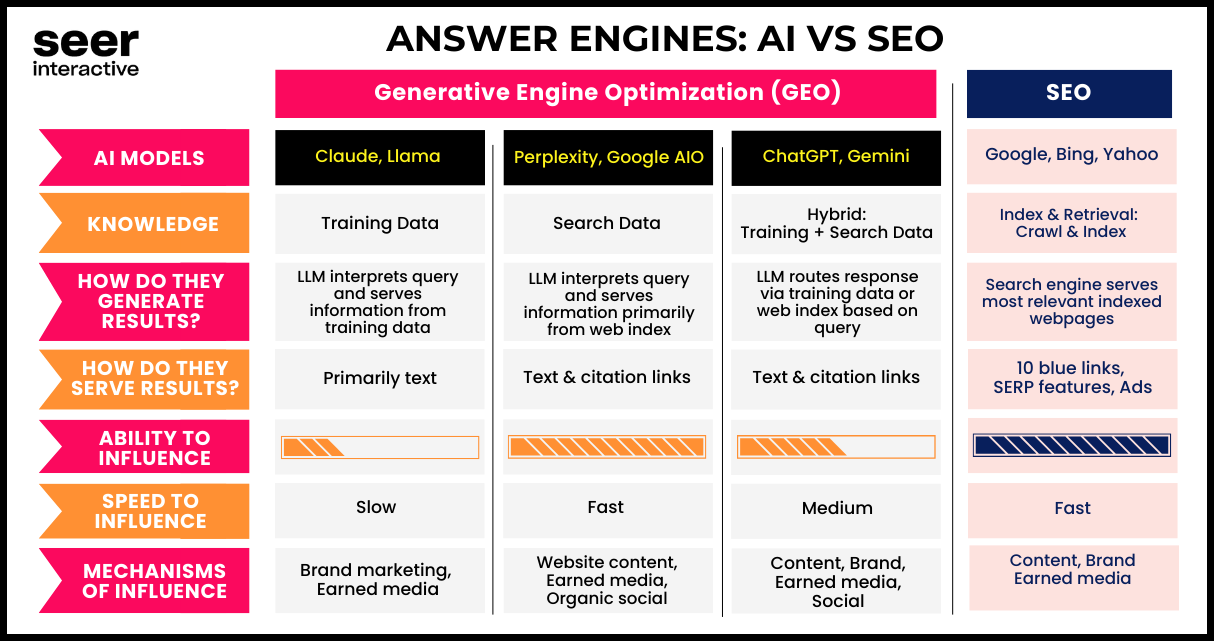 seer
interactive
ANSWER ENGINES: AI VS SEO
Generative Engine Optimization (GEO)
SEO
AI MODELS
Claude, Llama
Perplexity, Google AIO
ChatGPT, Gemini
Google, Bing, Yahoo
KNOWLEDGE
Training Data
Search Data
Hybrid:
Training + Search Data
Index & Retrieval:
Crawl & Index
HOW DO THEY
GENERATE
RESULTS?
LLM interprets query
and serves
information from
training data
LLM interprets query
and serves
information primarily
from web index
LLM routes response
via training data or
web index based on
query
Search engine serves
most relevant indexed
webpages
HOW DO THEY
SERVE RESULTS?
Primarily text
Text & citation links
Text & citation links
10 blue links,
SERP features, Ads
ABILITY TO
INFLUENCE
SPEED TO
INFLUENCE
Slow
Fast
Medium
Fast
MECHANISMS
OF INFLUENCE
Brand marketing,
Earned media
Website content,
Earned media,
Organic social
Content, Brand,
Earned media,
Social
Content, Brand
Earned media